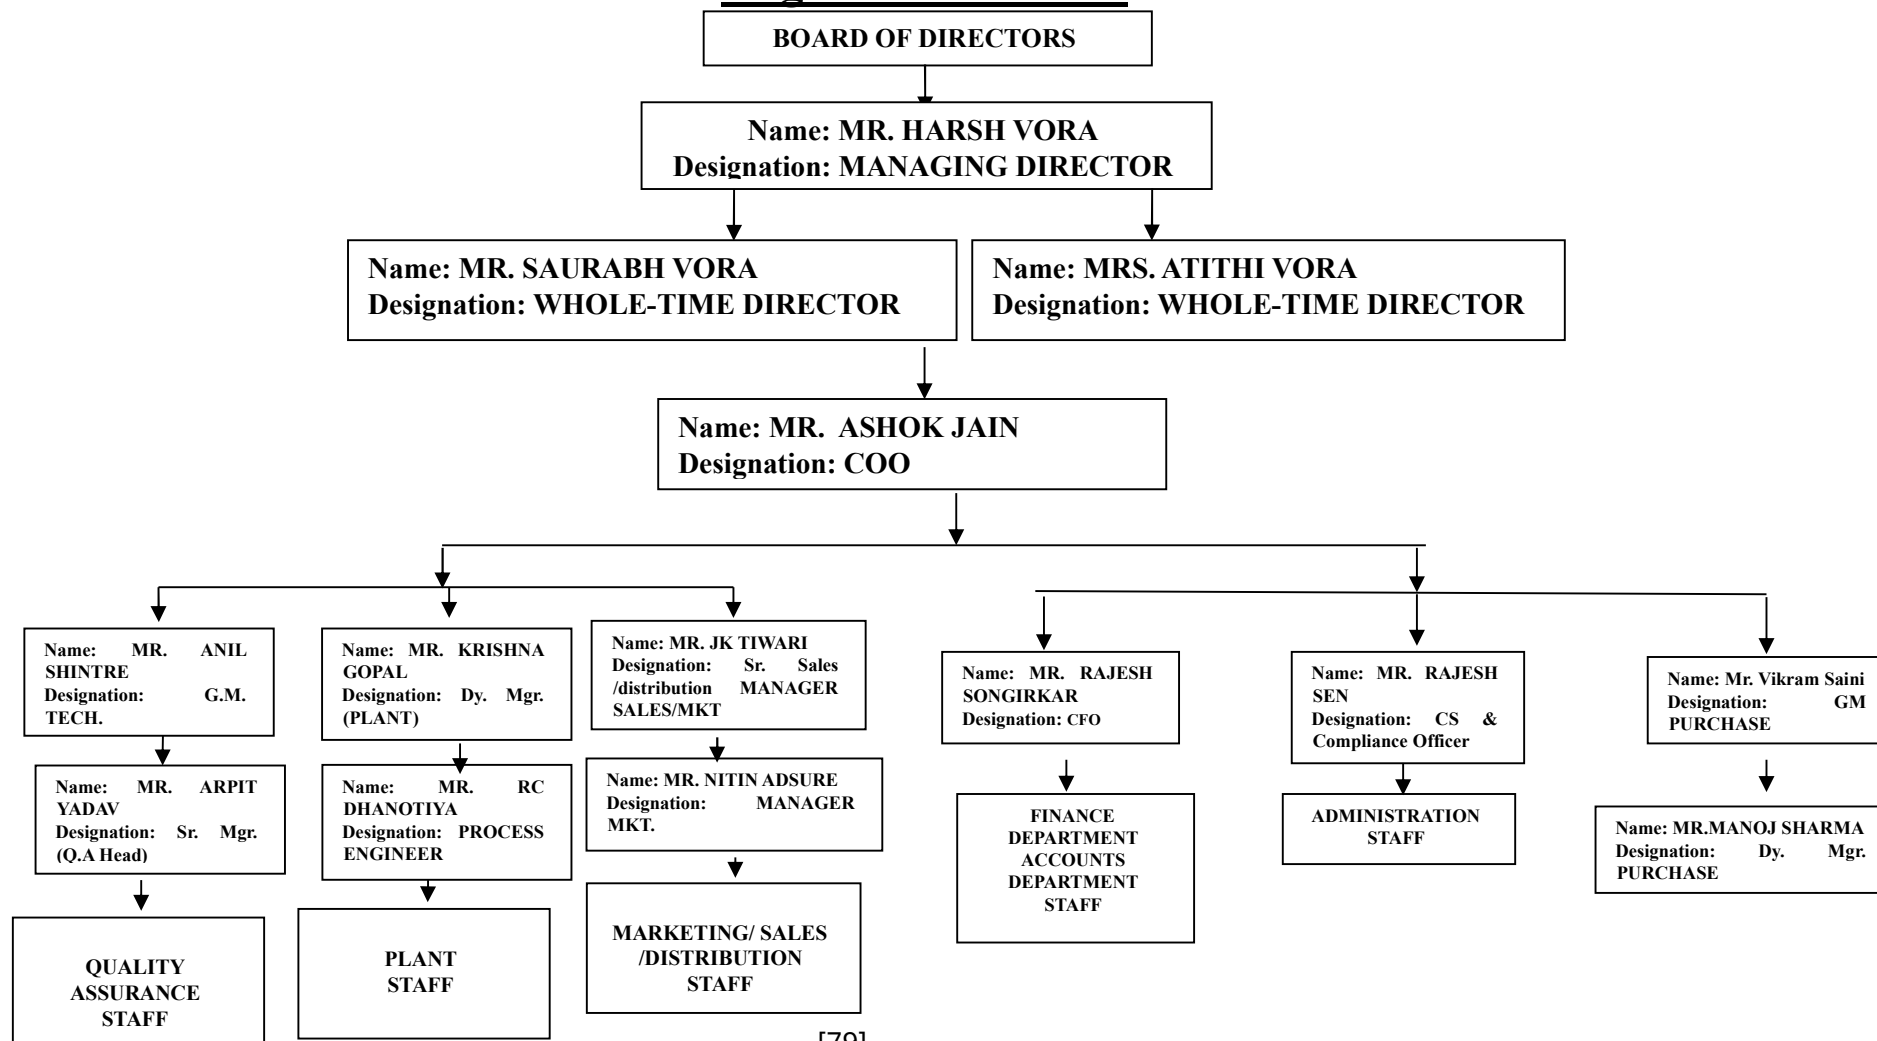 BOARD OF DIRECTORS
Name: MR. HARSH VORA
Designation: MANAGING DIRECTOR
Name: MR. SAURABH VORA
Designation: WHOLE-TIME DIRECTOR
Name: MRS. ATITHI VORA
Designation: WHOLE-TIME DIRECTOR
Name: MR. ASHOK JAIN
Designation: COO
Name: MR. ANIL
SHINTRE
Designation: G.M.
TECH.
Name: MR. KRISHNA
GOPAL
Designation: Dy. Mgr.
(PLANT)
Name: MR. JK TIWARI
Designation: Sr. Sales
/distribution MANAGER
SALES/MKT
Name: MR. RAJESH
SONGIRKAR
Designation: CFO
Name: MR. RAJESH
SEN
Designation: CS &
Compliance Officer
Name: Mr. Vikram Saini
Designation: GM
PURCHASE
Name: MR. ARPIT
YADAV
Designation: Sr. Mgr.
(Q.A Head)
Name: MR. RC
DHANOTIYA
Designation: PROCESS
ENGINEER
Name: MR. NITIN ADSURE
Designation: MANAGER
MKT.
FINANCE
DEPARTMENT
ACCOUNTS
DEPARTMENT
STAFF
ADMINISTRATION
STAFF
Name: MR.MANOJ SHARMA
Designation: Dy. Mgr.
PURCHASE
QUALITY
ASSURANCE
STAFF
PLANT
STAFF
MARKETING/ SALES
/DISTRIBUTION
STAFF
[79]